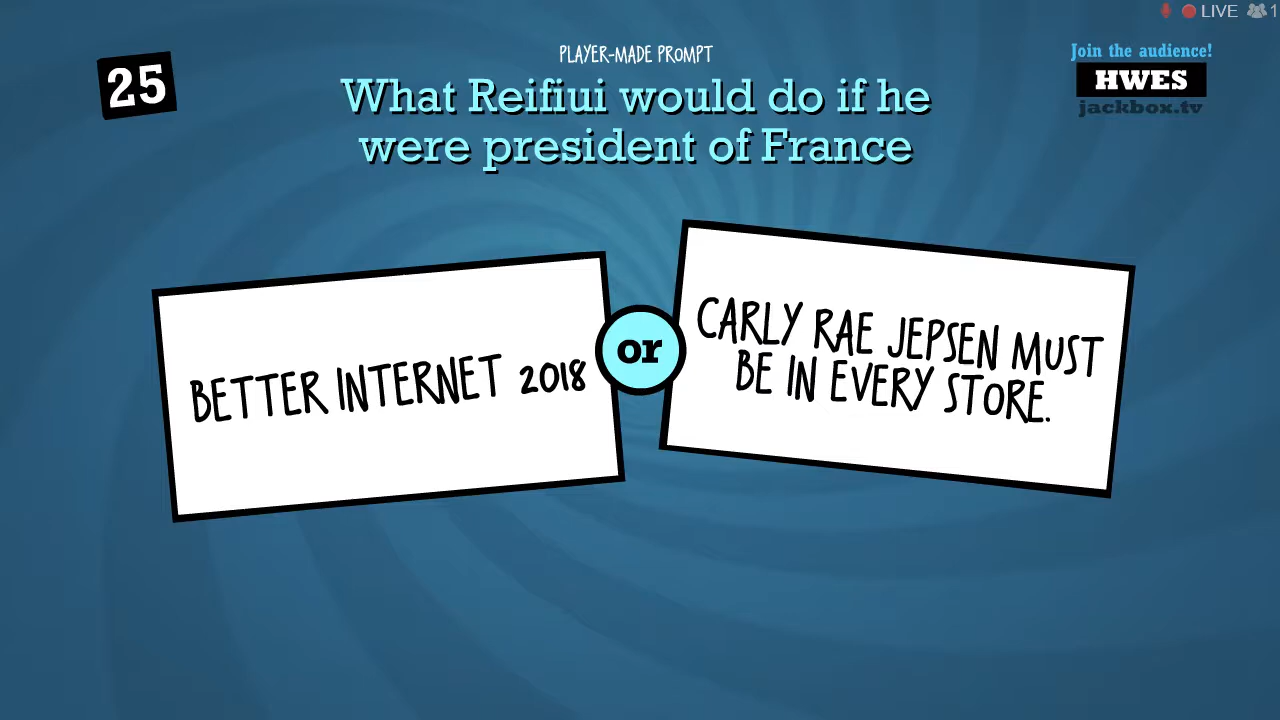 LIVE 1
PLAYER-MADE PROMPT
Join the audience!
25
HWES
What Reifiui would do if he
jackbox.tv
were president of France
BETTER INTERNET 2018
or
CARLY RAE JEPSEN MUST
BE IN EVERY STORE.